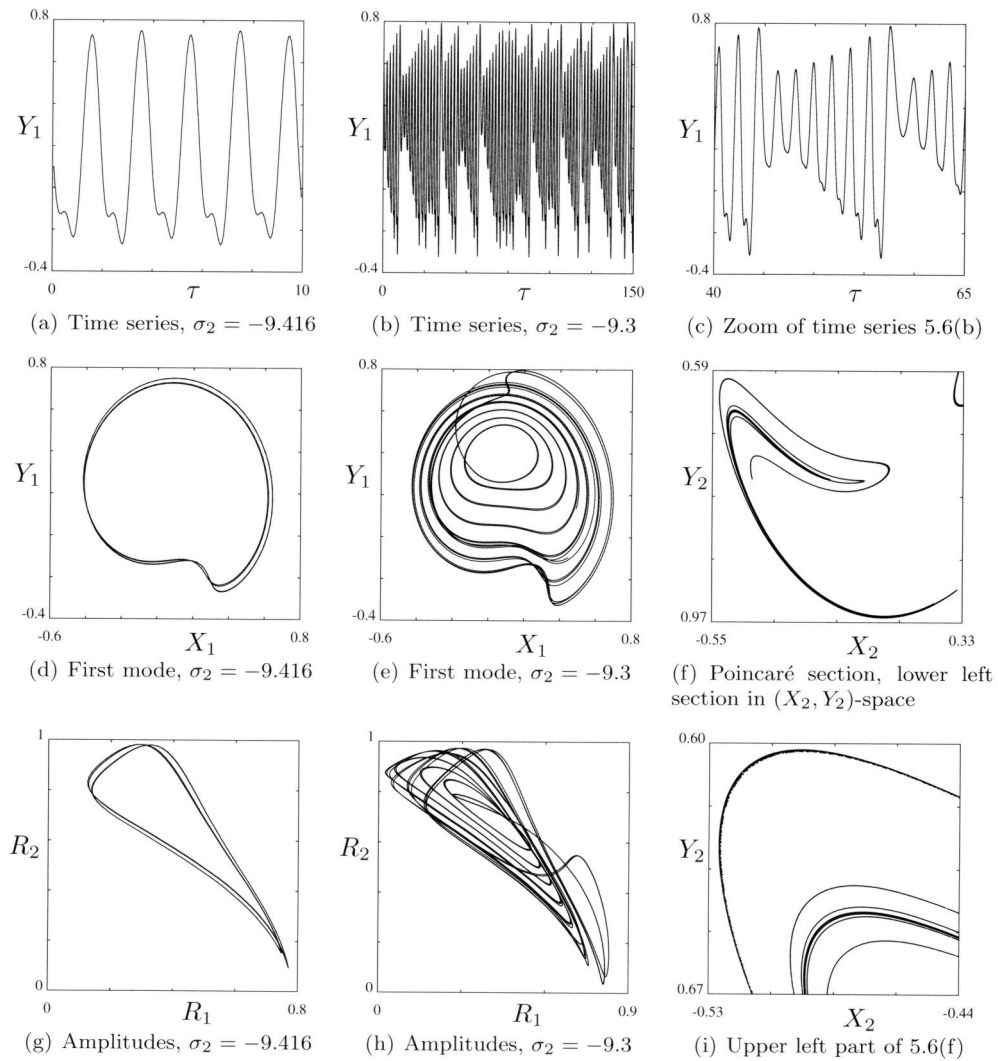 0.8
Y₁
-0.4
0
τ
10
(a) Time series, σ₂ = −9.416
0.8
Y₁
-0.4
0
τ
150
(b) Time series, σ₂ = −9.3
0.8
Y₁
-0.4
40
τ
65
(c) Zoom of time series 5.6(b)
0.8
Y₁
-0.4
-0.6
X₁
0.8
(d) First mode, σ₂ = −9.416
0.8
Y₁
-0.4
-0.6
X₁
0.8
(e) First mode, σ₂ = −9.3
0.59
Y₂
0.97
-0.55
X₂
0.33
(f) Poincaré section, lower left
section in (X₂, Y₂)-space
1
R₂
0
0
R₁
1
(g) Amplitudes, σ₂ = −9.416
1
R₂
0
0
R₁
0.9
(h) Amplitudes, σ₂ = −9.3
0.60
Y₂
0.67
-0.53
X₂
-0.44
(i) Upper left part of 5.6(f)